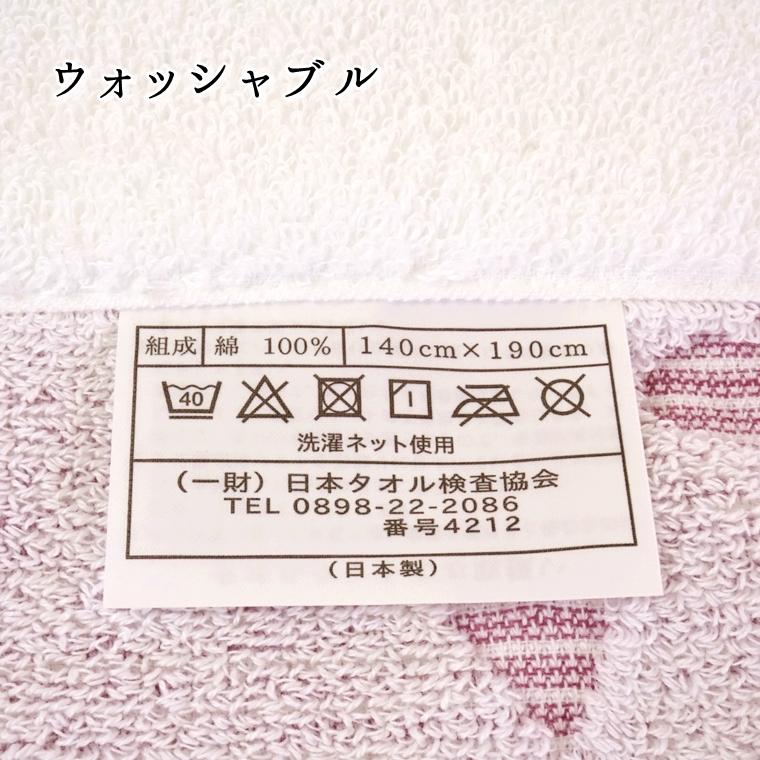 ウォッシャブル
組成 綿 100% 140cm×190cm
40
洗濯ネット使用
(一財)日本タオル検査協会
TEL 0898-22-2086
番号4212
(日本製)